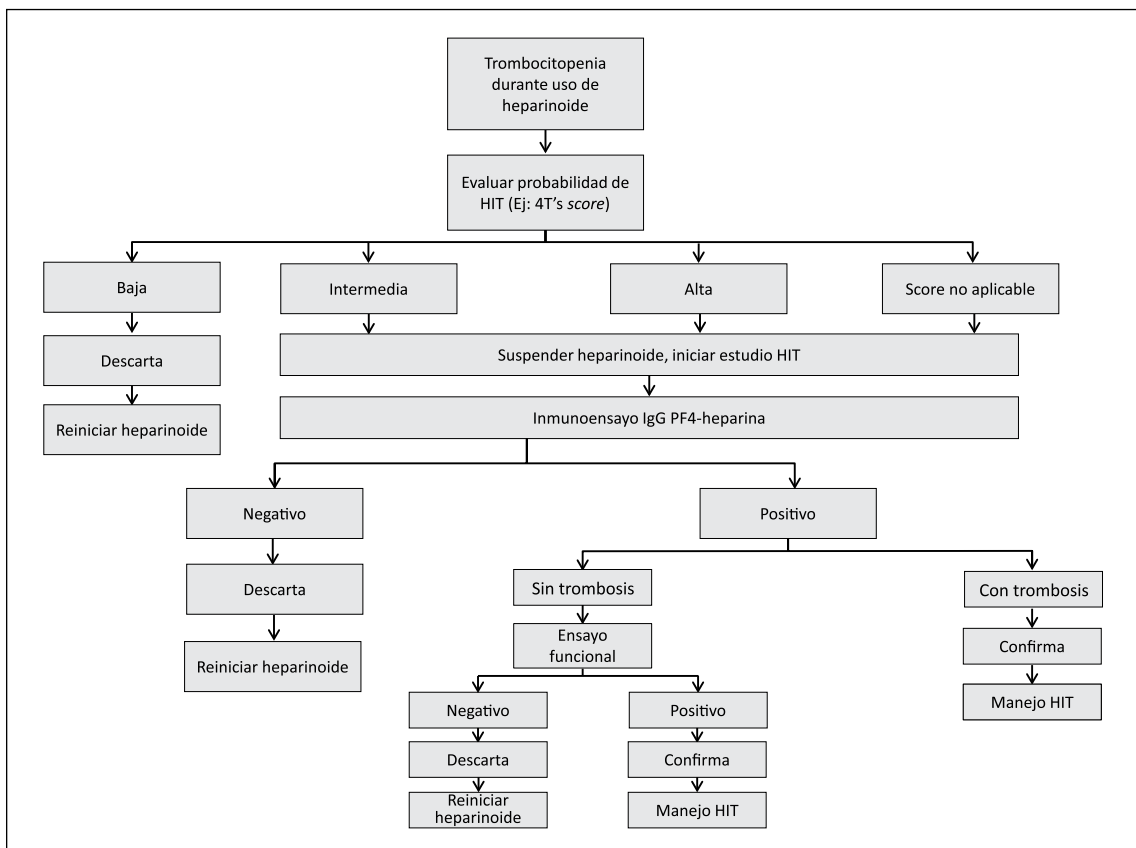 Trombocitopenia
durante uso de
heparinoide
Evaluar probabilidad de
HIT (Ej: 4T's score)
Baja
Intermedia
Alta
Score no aplicable
Descarta
Suspender heparinoide, iniciar estudio HIT
Reiniciar heparinoide
Inmunoensayo IgG PF4-heparina
Negativo
Positivo
Descarta
Sin trombosis
Con trombosis
Reiniciar heparinoide
Ensayo
funcional
Confirma
Negativo
Positivo
Manejo HIT
Descarta
Confirma
Reiniciar
heparinoide
Manejo HIT